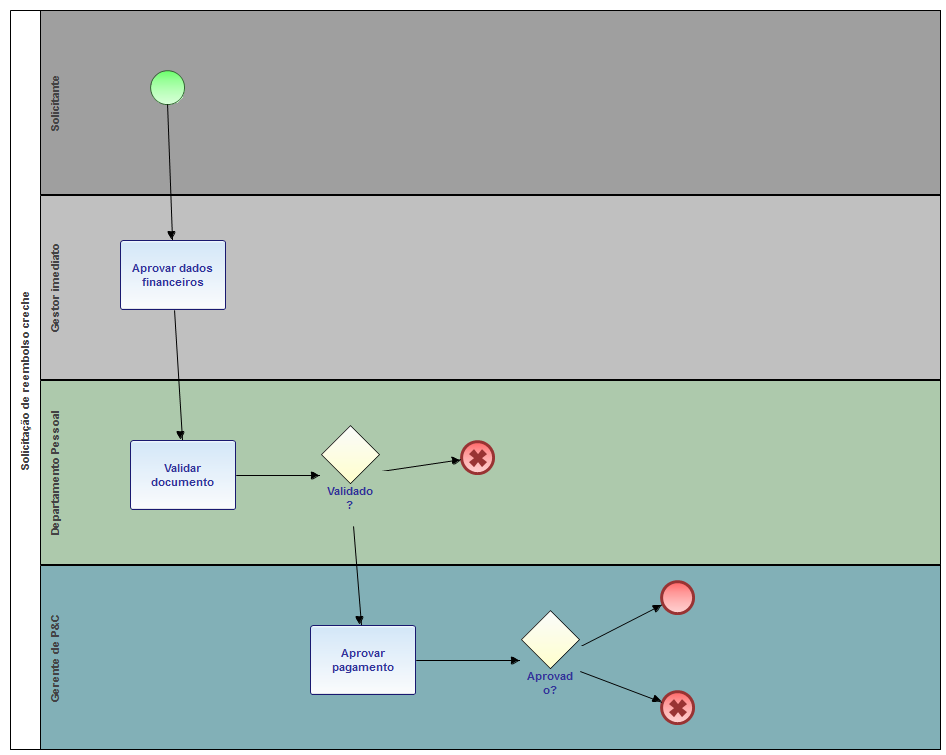 Solicitação de reembolso creche
Solicitante
Gestor imediato
Aprovar dados
financeiros
Departamento Pessoal
Validar
documento
Validado
?
Gerente de P&C
Aprovar
pagamento
Aprovad
o?